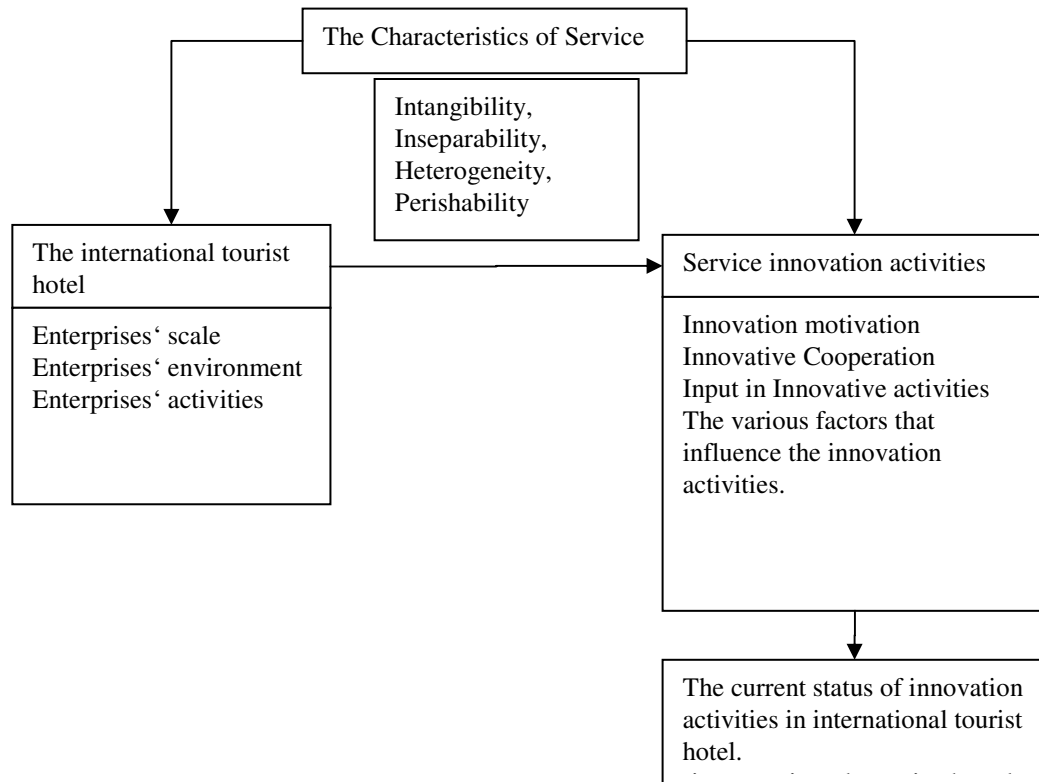 The Characteristics of Service
Intangibility,
Inseparability,
Heterogeneity,
Perishability
The international tourist
hotel
Enterprises‘ scale
Enterprises‘ environment
Enterprises‘ activities
Service innovation activities
Innovation motivation
Innovative Cooperation
Input in Innovative activities
The various factors that
influence the innovation
activities.
The current status of innovation
activities in international tourist
hotel.